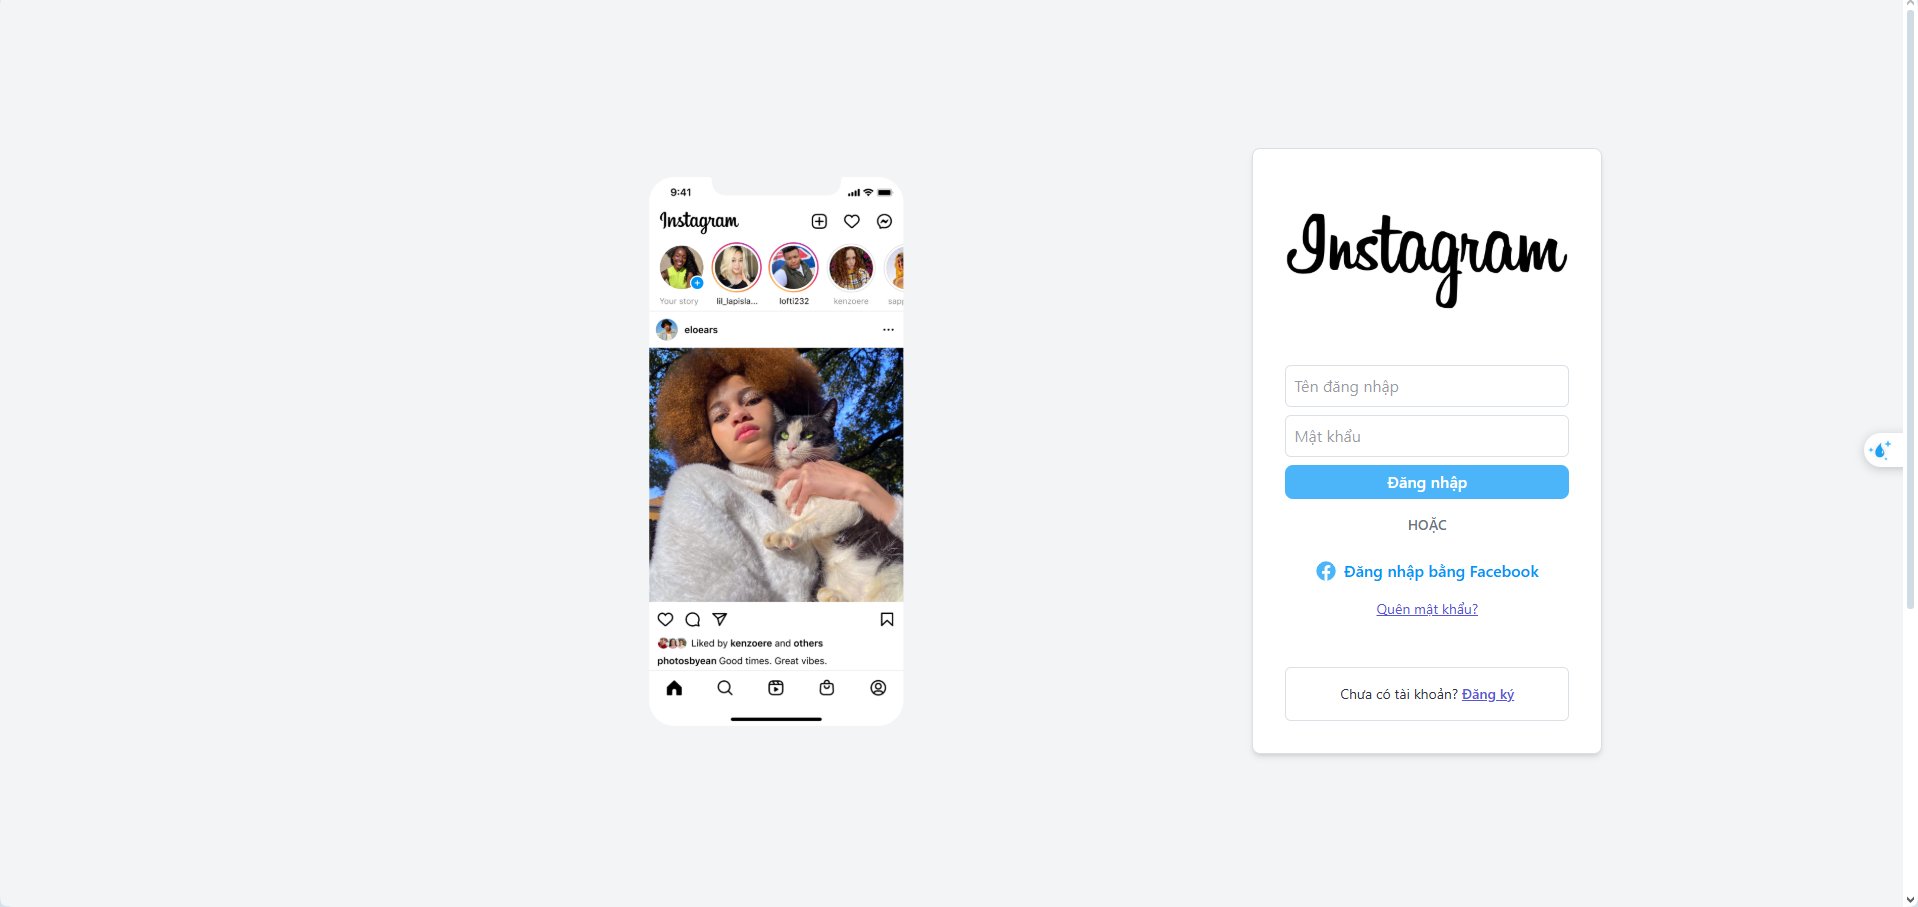 9:41
Instagram
Your story
lil_lapisla...
lofti232
kenzoere
sapp
eloears
Liked by kenzoere and others
photosbyean Good times. Great vibes.
Instagram
Tên đăng nhập
Mật khẩu
Đăng nhập
HOẶC
Đăng nhập bằng Facebook
Quên mật khẩu?
Chưa có tài khoản? Đăng ký